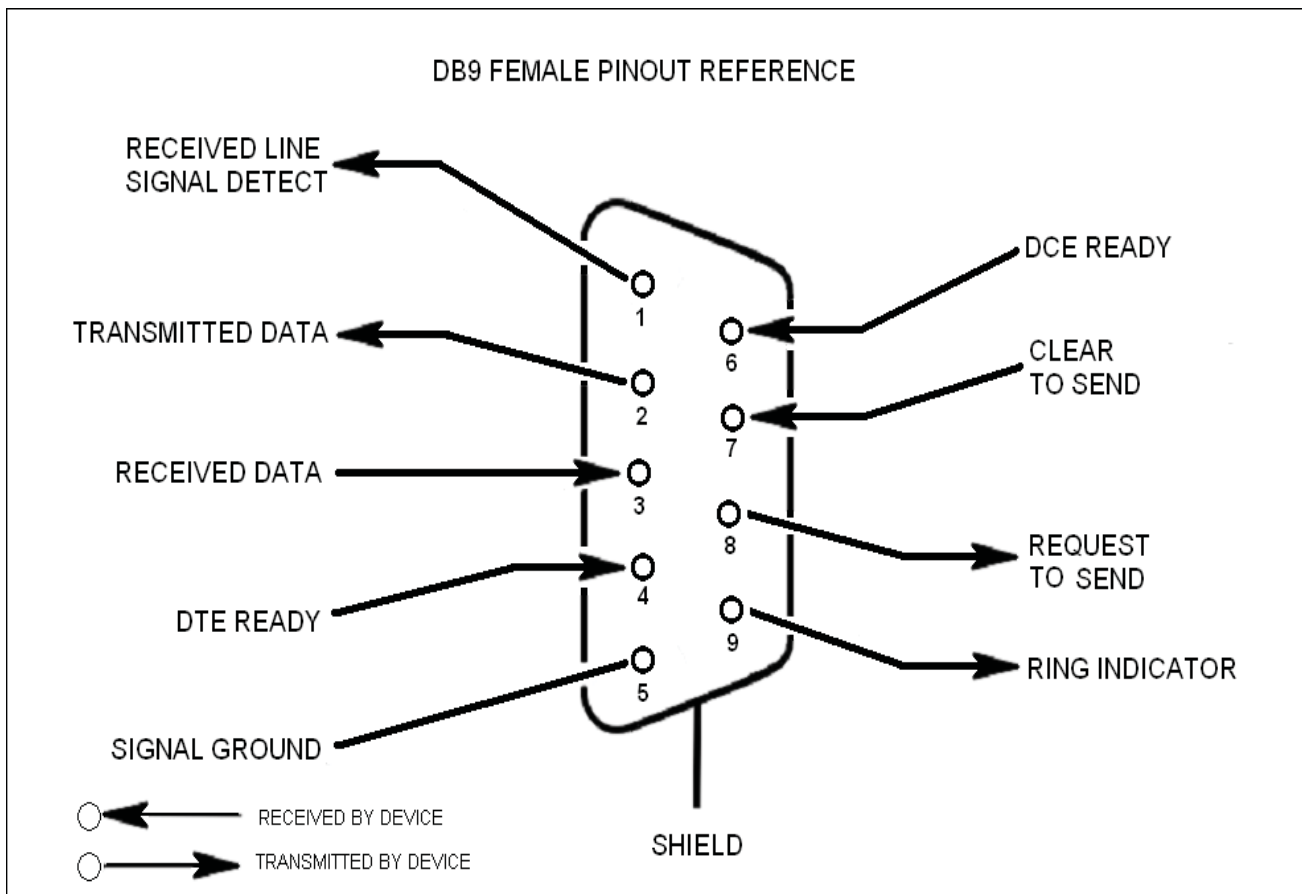 DB9 FEMALE PINOUT REFERENCE
RECEIVED LINE
SIGNAL DETECT
TRANSMITTED DATA
RECEIVED DATA
DTE READY
SIGNAL GROUND
1
2
3
4
5
6
7
8
9
DCE READY
CLEAR
TO SEND
REQUEST
TO SEND
RING INDICATOR
SHIELD
RECEIVED BY DEVICE
TRANSMITTED BY DEVICE